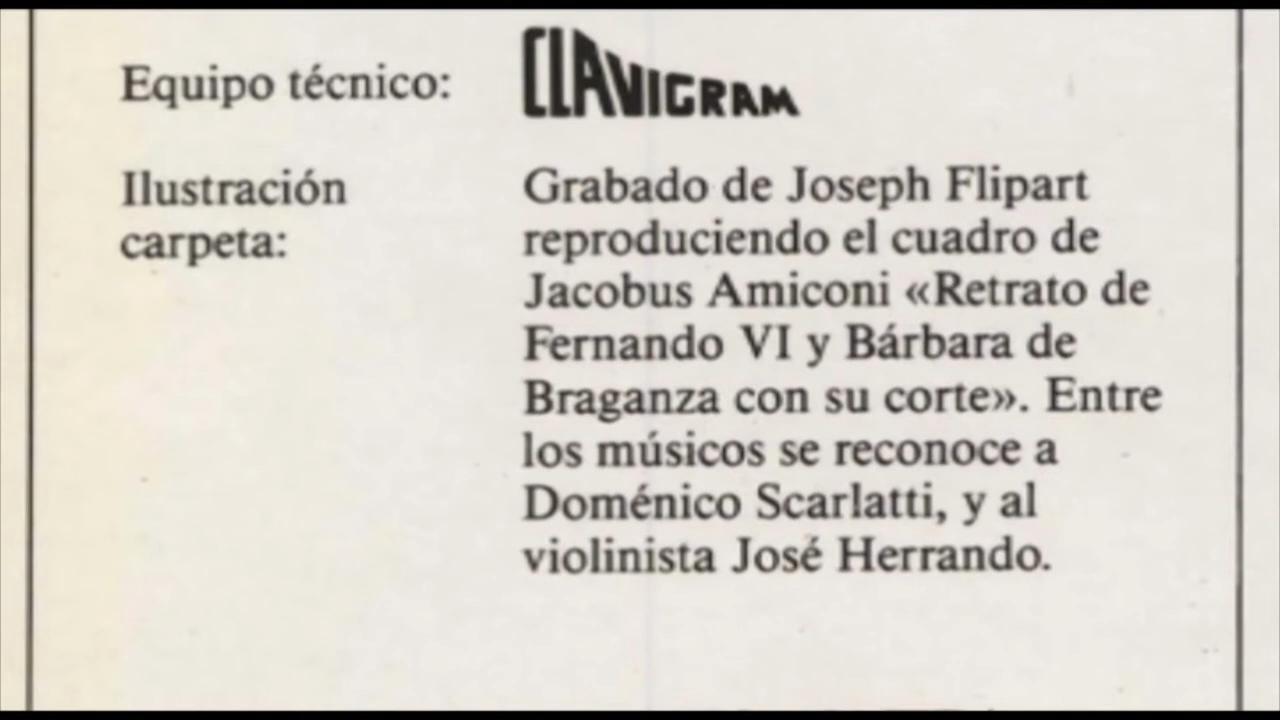 Equipo técnico: CLAVIGRAM
Ilustración carpeta: Grabado de Joseph Flipart
reproduciendo el cuadro de
Jacobus Amiconi «Retrato de
Fernando VI y Bárbara de
Braganza con su corte». Entre
los músicos se reconoce a
Doménico Scarlatti, y al
violinista José Herrando.